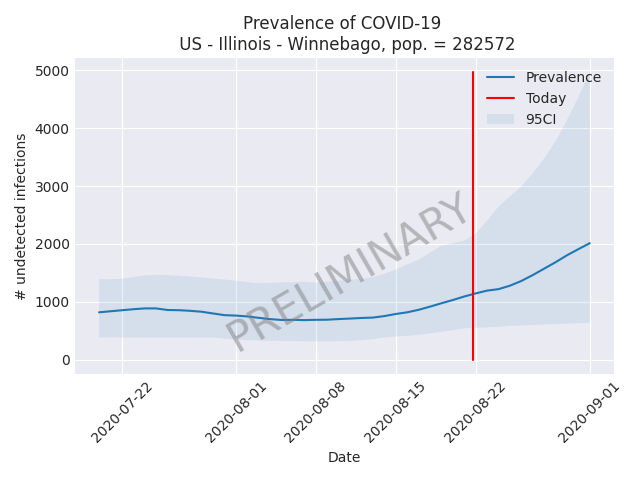 Prevalence of COVID-19
US - Illinois - Winnebago, pop. = 282572
5000
4000
3000
2000
1000
0
# undetected infections
Prevalence
Today
95CI
PRELIMINARY
2020-07-22
2020-08-01
2020-08-08
2020-08-15
2020-08-22
2020-09-01
Date